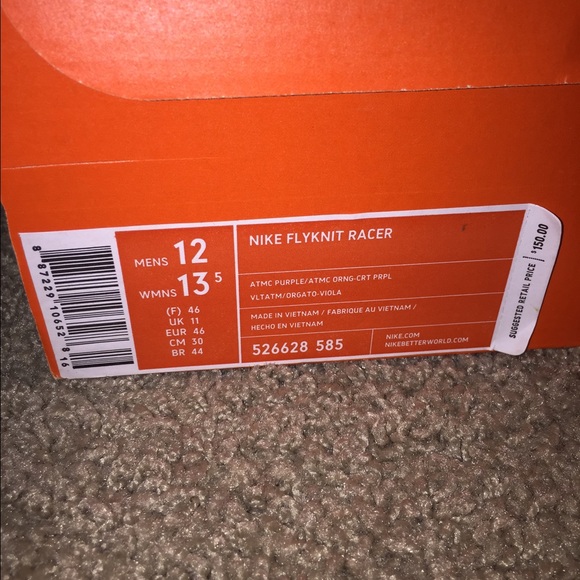 MENS 12
WMNS 13 5
(F) 46
UK 11
EUR 46
CM 30
BR 44
NIKE FLYKNIT RACER
ATMC PURPLE/ATMC ORNG-CRT PRPL
VLTATM/ORGATO-VIOLA
MADE IN VIETNAM / FABRIQUE AU VIETNAM /
HECHO EN VIETNAM
526628 585
NIKE.COM
NIKEBETTERWORLD.COM
SUGGESTED RETAIL PRICE
$150.00